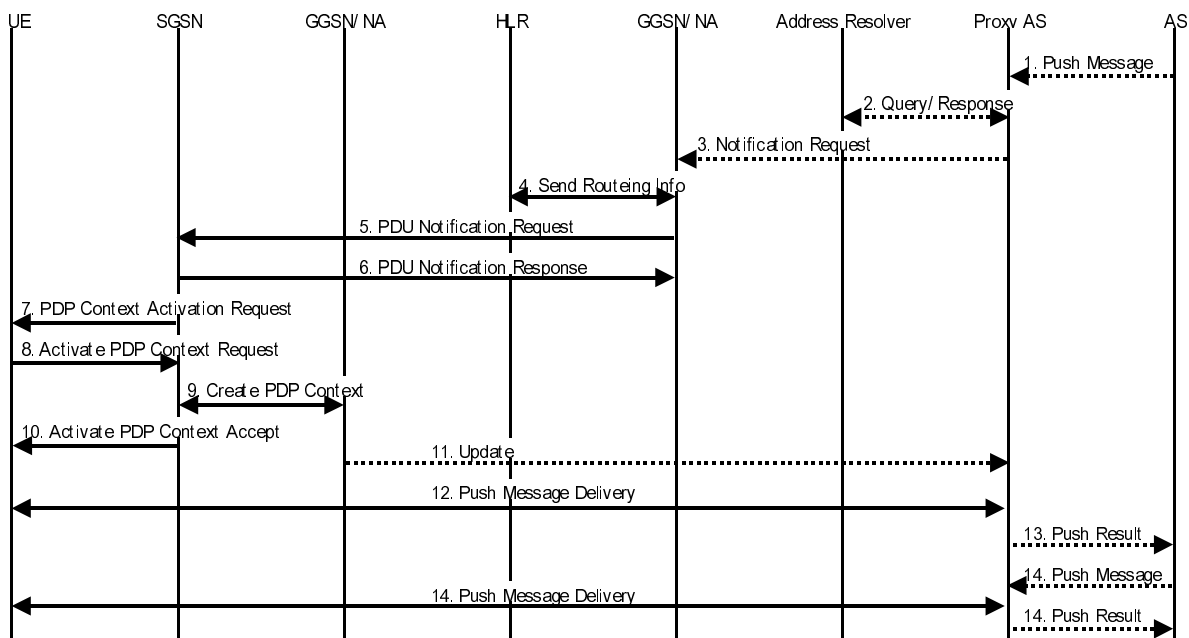 UE SGSN GGSN/ NA HLR GGSN/ NA Address Resolver Proxy AS AS
1. Push Message
2. Query/ Response
3. Notification Request
4. Send Routeing Info
5. PDU Notification Request
6. PDU Notification Response
7. PDP Context Activation Request
8. Activate PDP Context Request
9. Create PDP Context
10. Activate PDP Context Accept
11. Update
12. Push Message Delivery
13. Push Result
14. Push Message
14. Push Message Delivery
14. Push Result